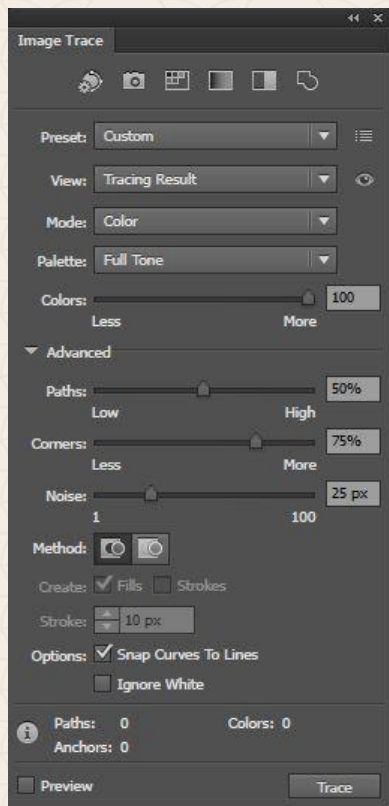 Image Trace
Preset: Custom
View: Tracing Result
Mode: Color
Palette: Full Tone
Colors: 100
Less More
Advanced
Paths: 50%
Low High
Corners: 75%
Less More
Noise: 25 px
1 100
Method:
Create: Fills Strokes
Stroke: 10 px
Options: Snap Curves To Lines
Ignore White
Paths: 0 Colors: 0
Anchors: 0
Preview Trace